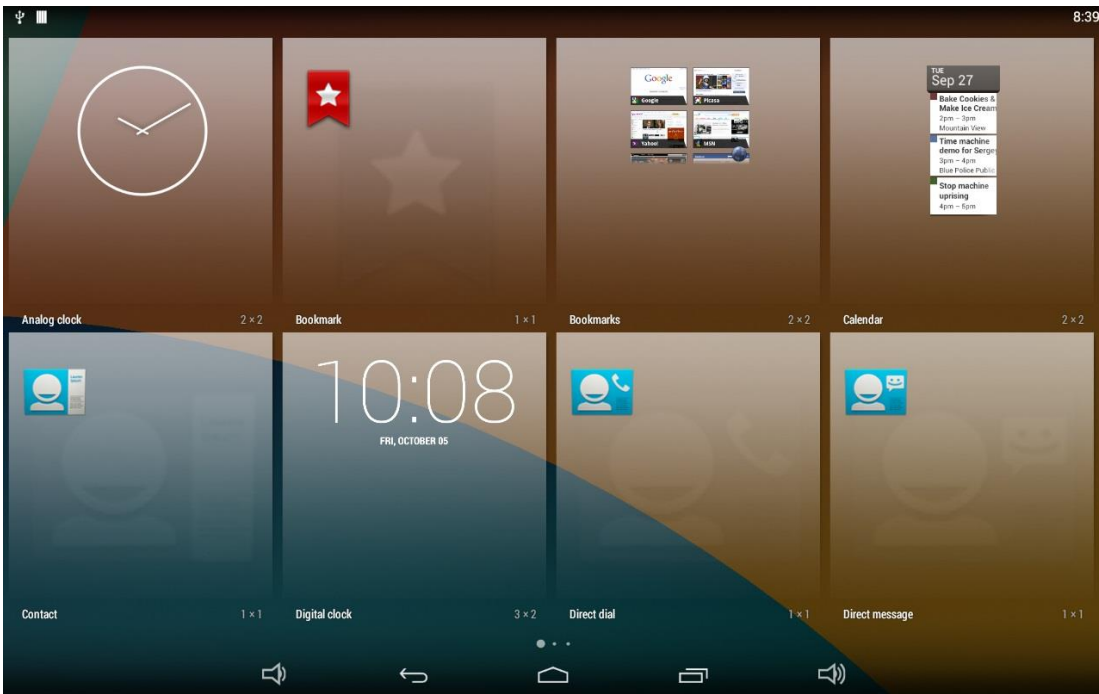 8:39
Google
Google
Picasa
Yahoo!
MSN
TUE
Sep 27
Bake Cookies &
Make Ice Cream
2pm – 3pm
Mountain View
Time machine
demo for Sergey
3pm – 4pm
Blue Police Public
Stop machine
uprising
4pm – 5pm
Analog clock 2 × 2
Bookmark 1 × 1
Bookmarks 2 × 2
Calendar 2 × 2
10:08
FRI, OCTOBER 05
Contact 1 × 1
Digital clock 3 × 2
Direct dial 1 × 1
Direct message 1 × 1